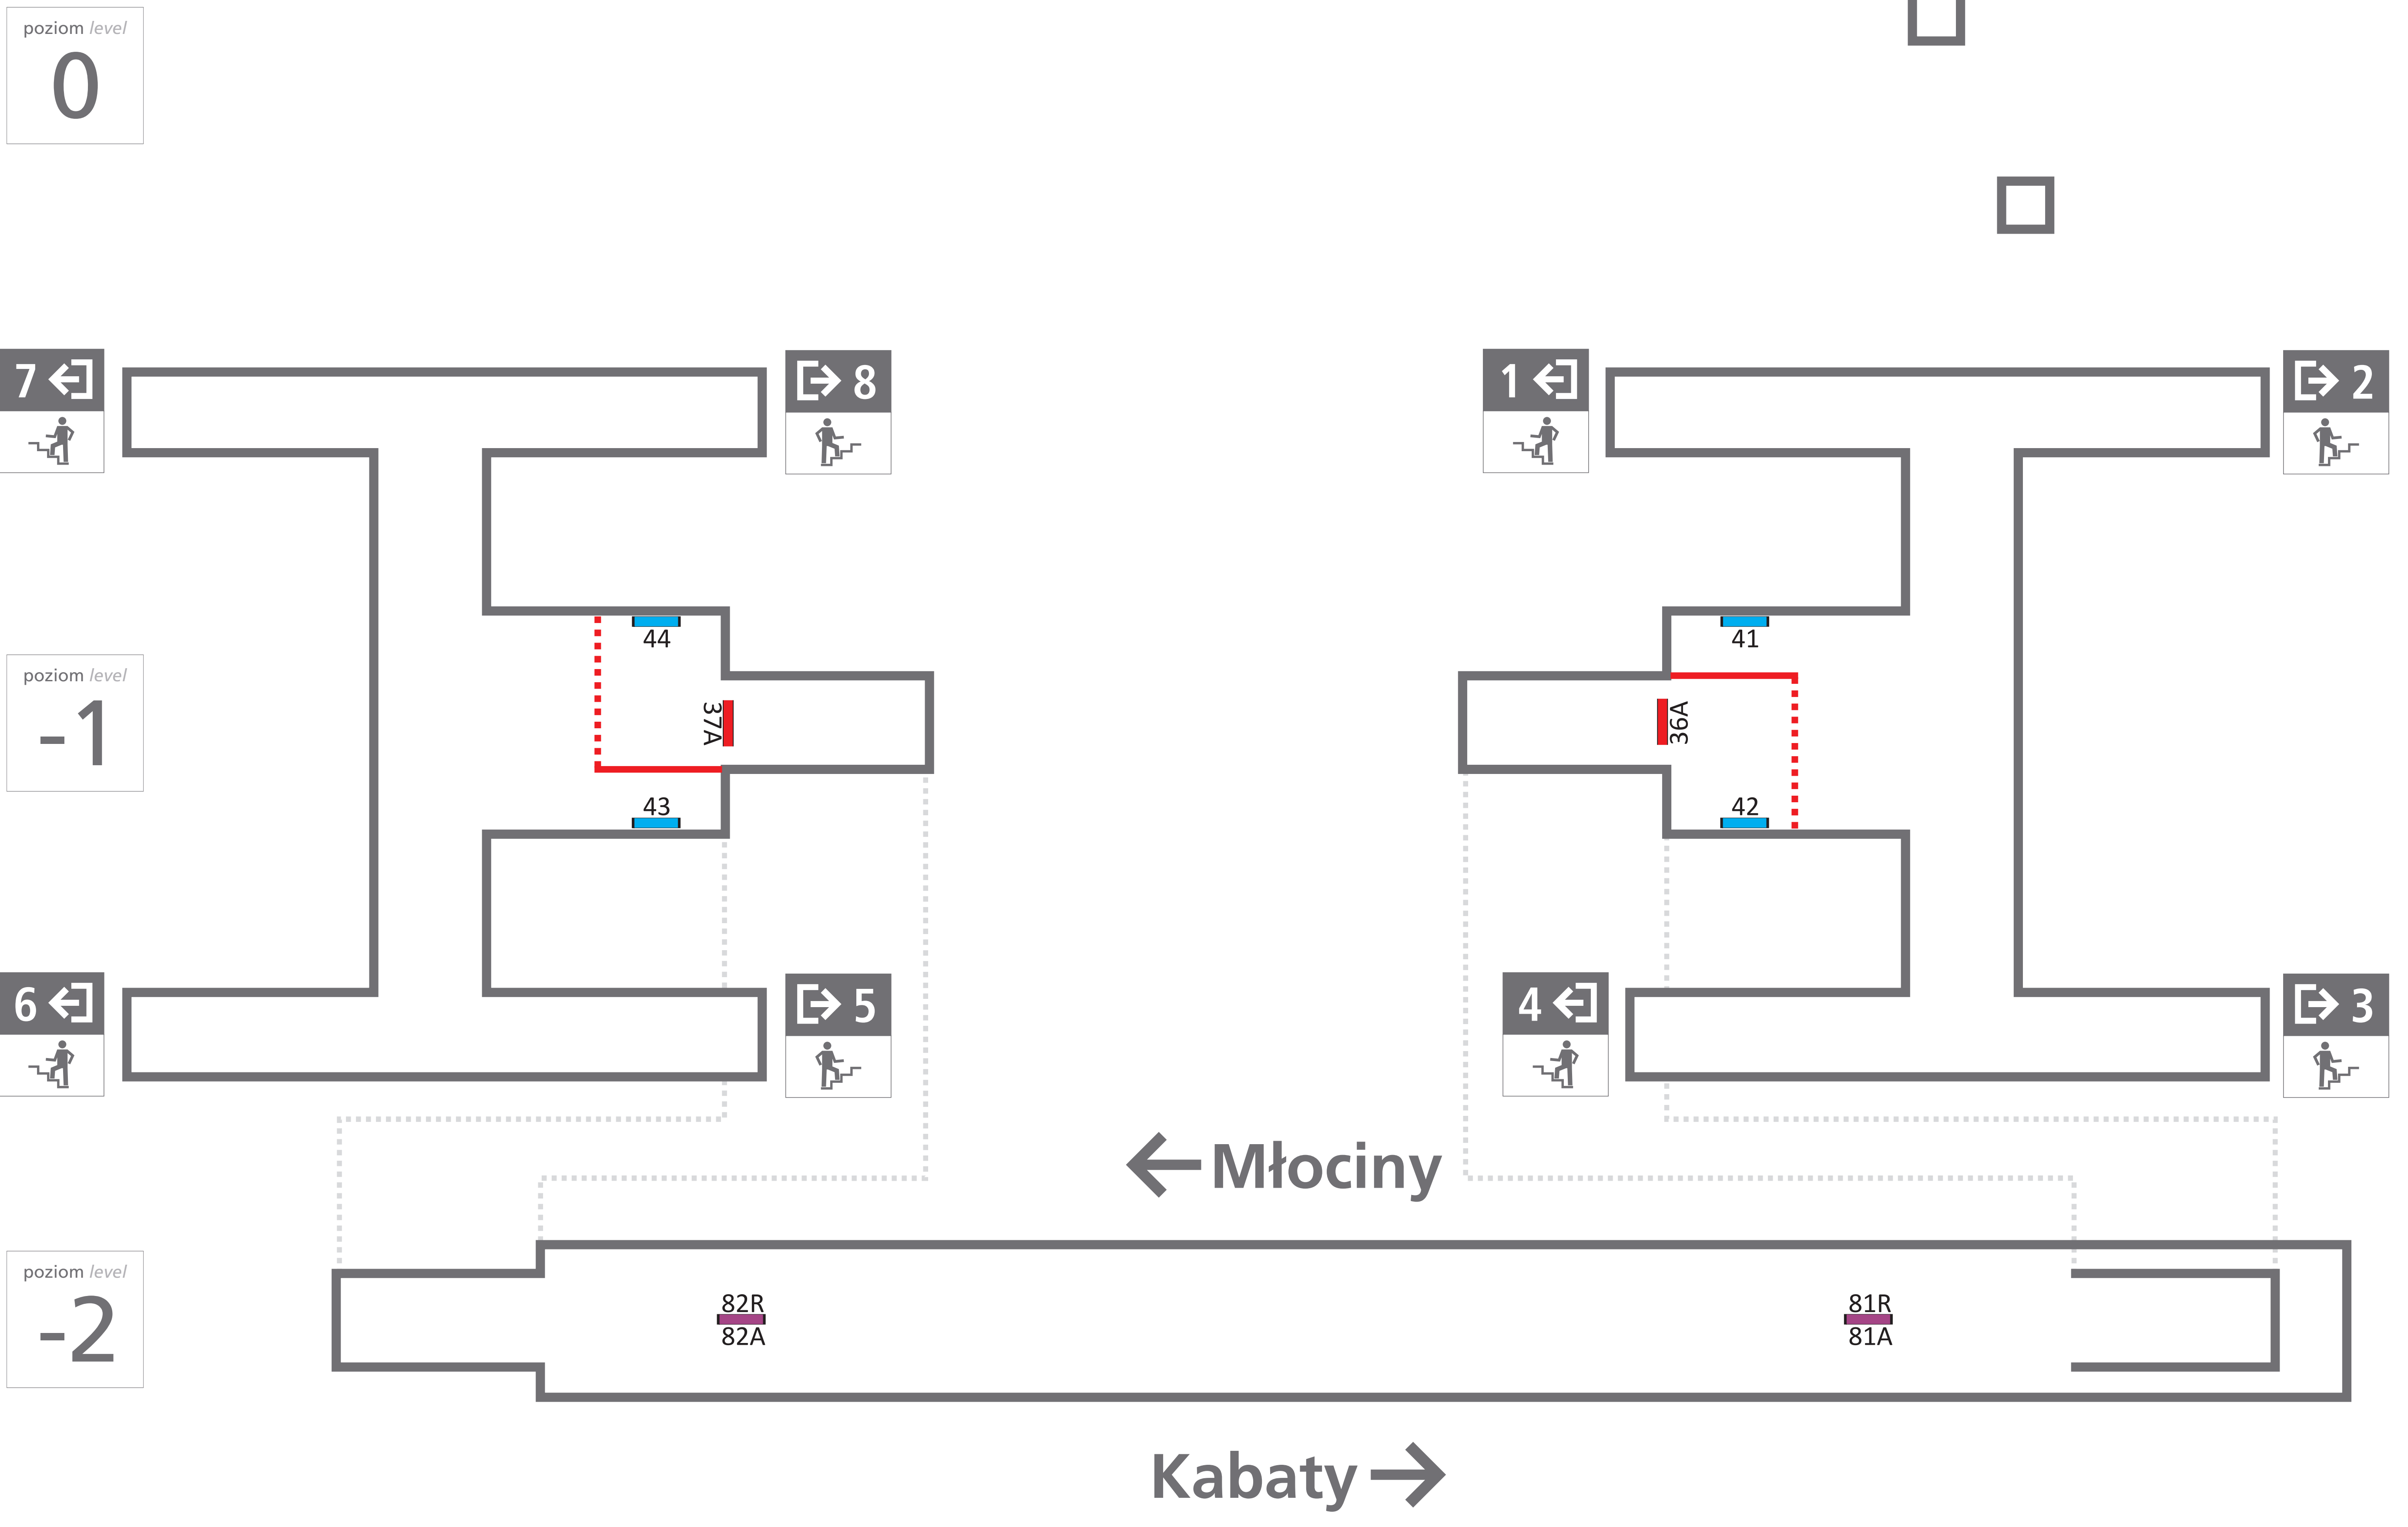 poziom level
0
7
8
1
2
44
41
37A
36A
poziom level
-1
43
42
6
5
4
3
← Młociny
poziom level
-2
82R
82A
81R
81A
Kabaty →